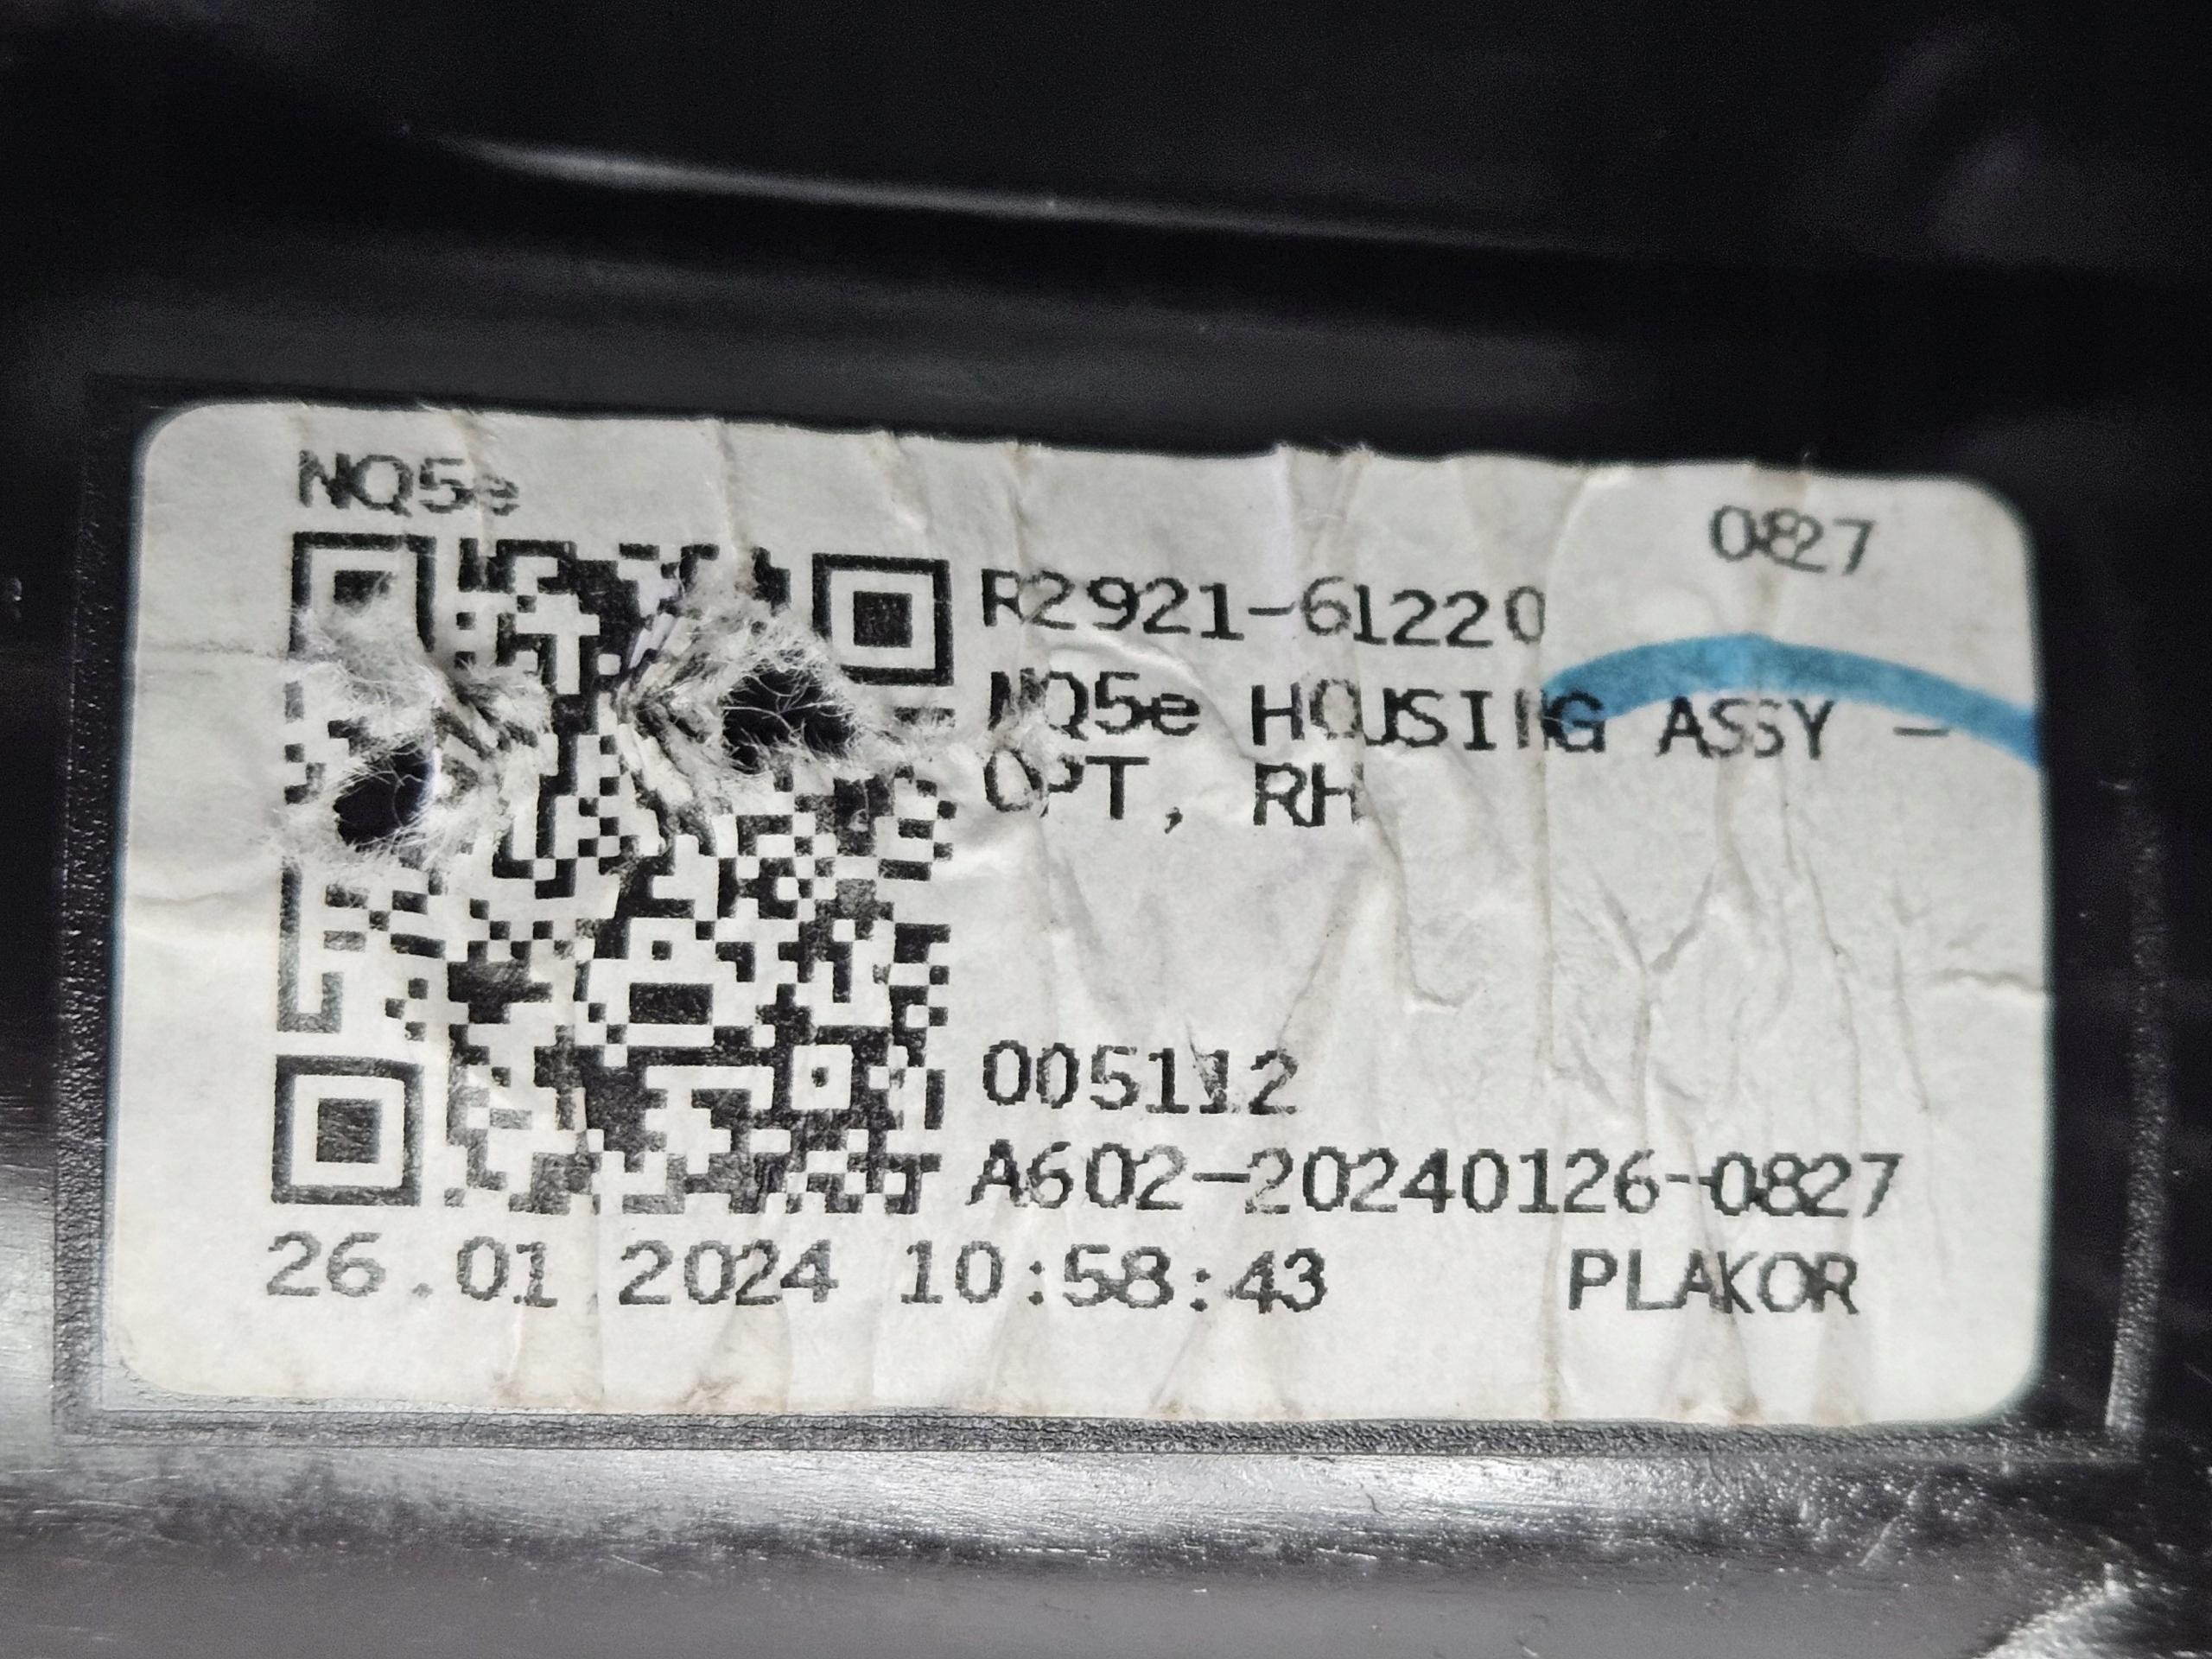 NQ5e
0827
R2921-61220
NQ5e HOUSING ASSY -
OPT, RH
005112
A602-20240126-0827
26.01 2024 10:58:43 PLAKOR